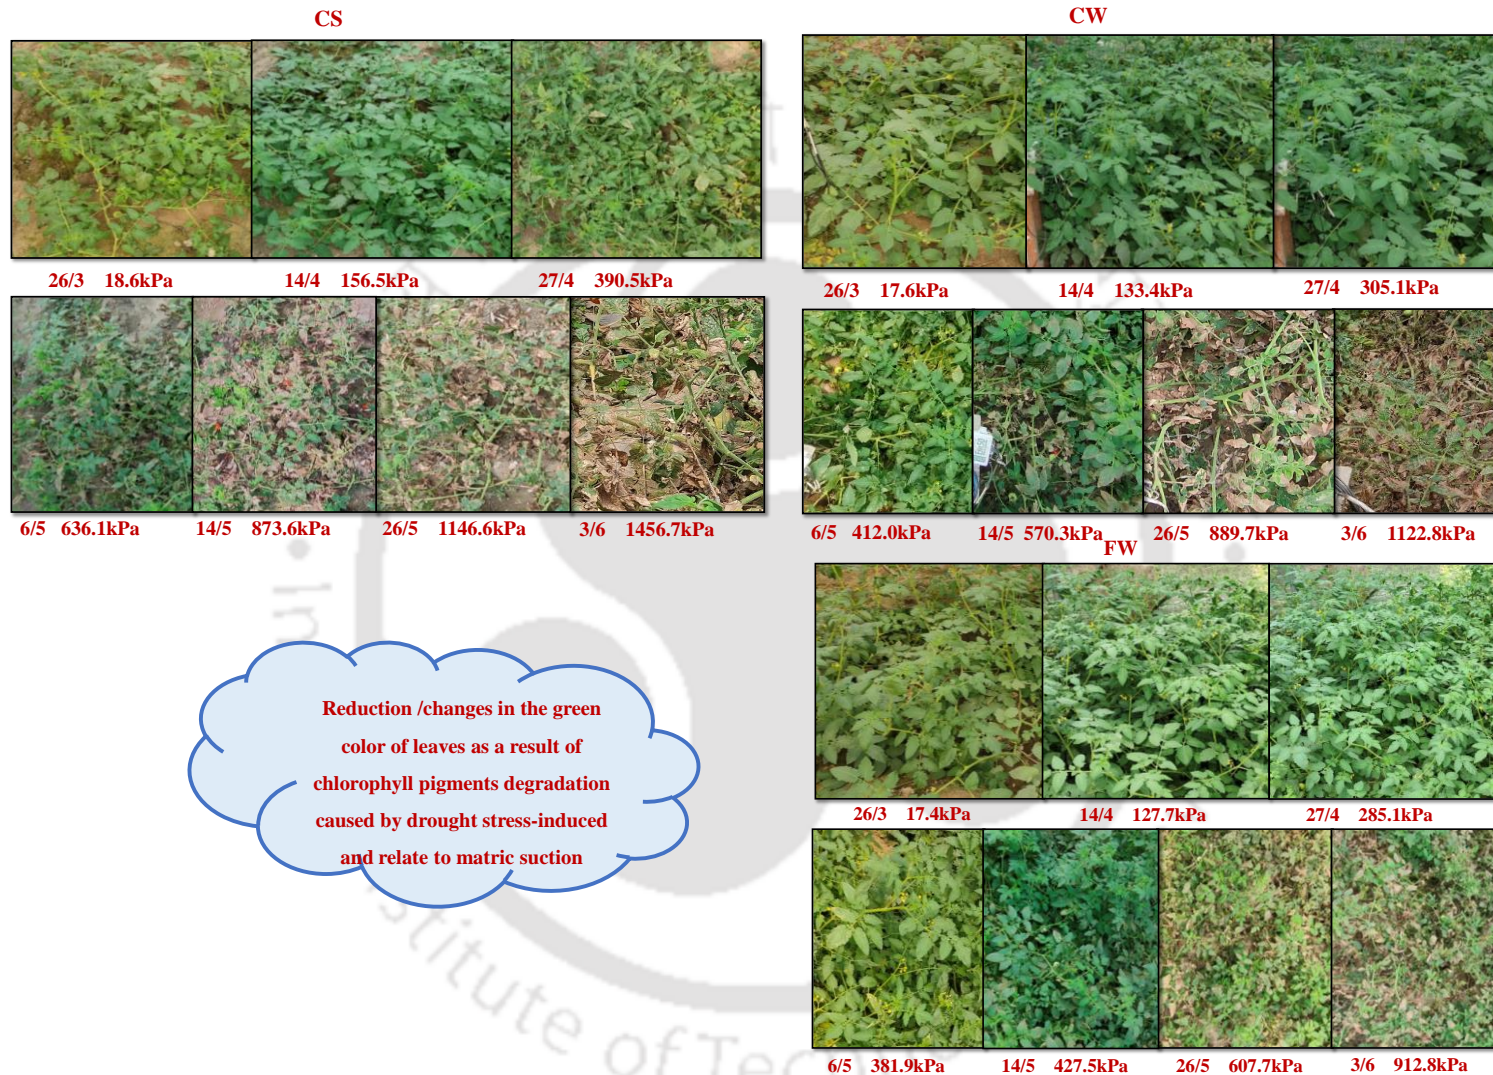 CS
26/3 18.6kPa
14/4 156.5kPa
27/4 390.5kPa
6/5 636.1kPa
14/5 873.6kPa
26/5 1146.6kPa
3/6 1456.7kPa
CW
26/3 17.6kPa
14/4 133.4kPa
27/4 305.1kPa
6/5 412.0kPa
14/5 570.3kPa
26/5 889.7kPa
3/6 1122.8kPa
FW
26/3 17.4kPa
14/4 127.7kPa
27/4 285.1kPa
6/5 381.9kPa
14/5 427.5kPa
26/5 607.7kPa
3/6 912.8kPa
Reduction /changes in the green
color of leaves as a result of
chlorophyll pigments degradation
caused by drought stress-induced
and relate to matric suction
stitute of Tec